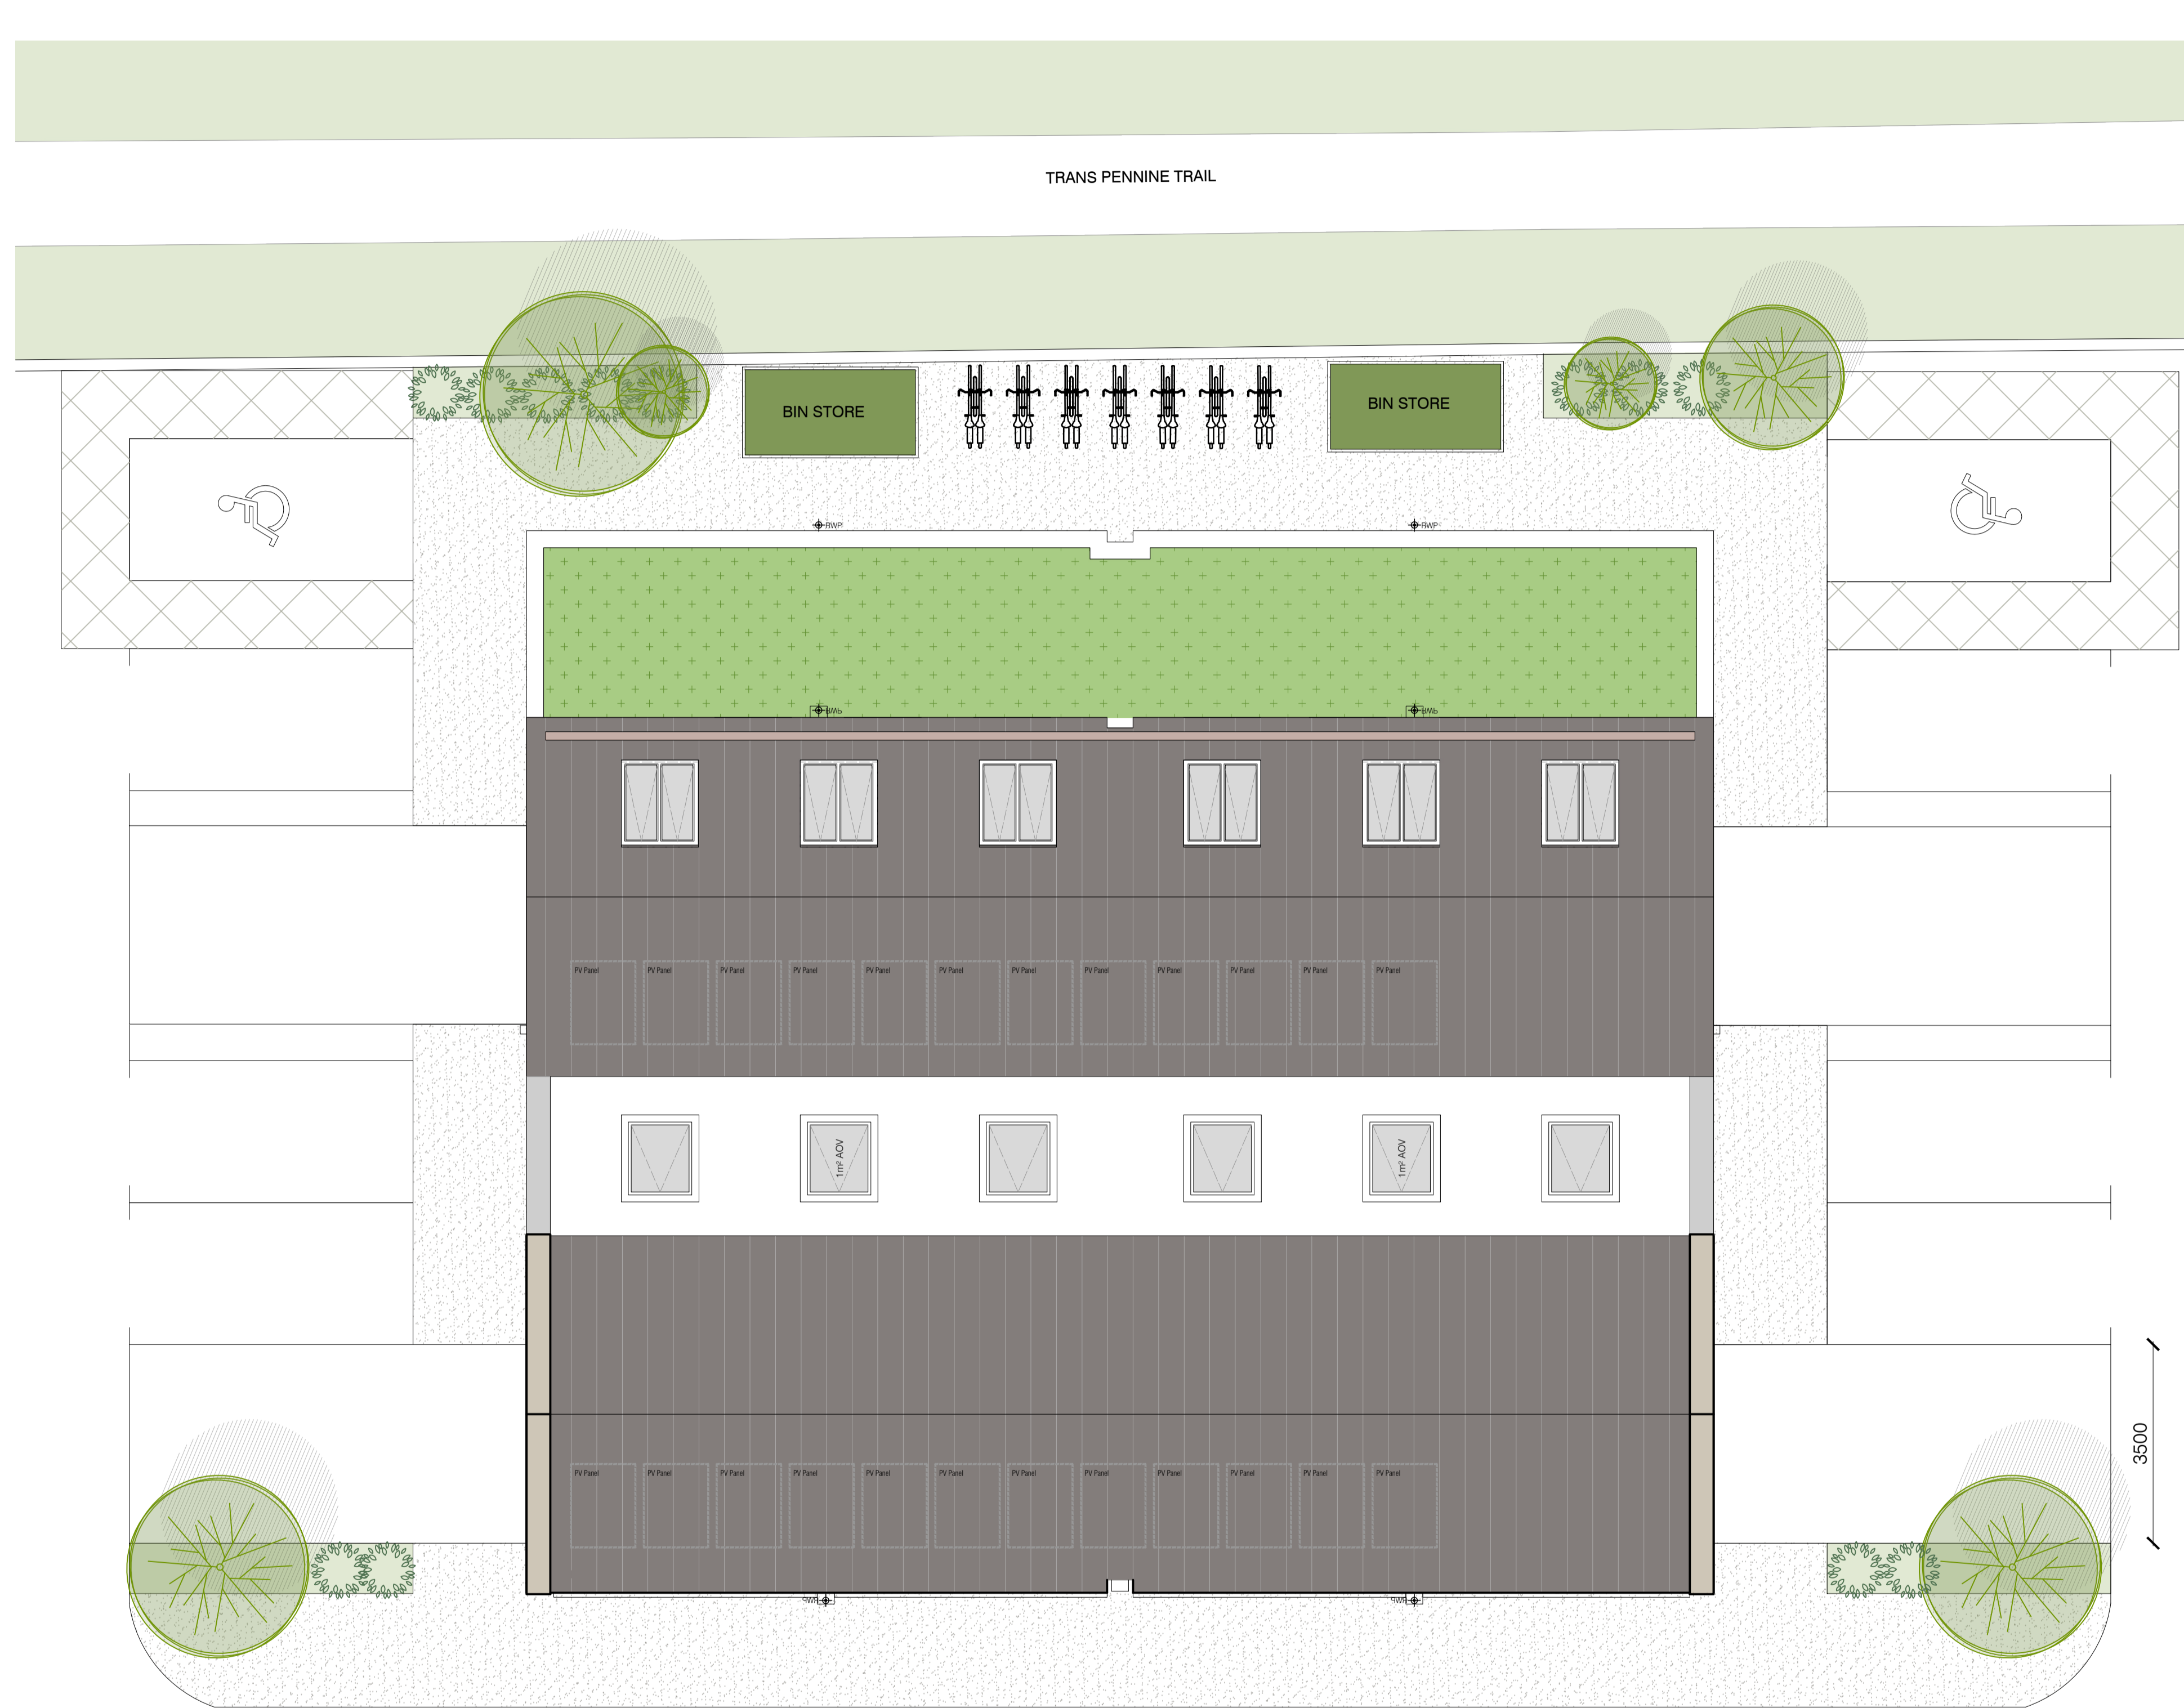 TRANS PENNINE TRAIL
BIN STORE
BIN STORE
RWP
RWP
RWP
RWP
PV Panel PV Panel PV Panel PV Panel PV Panel PV Panel PV Panel PV Panel PV Panel PV Panel PV Panel PV Panel
1m² AOV
1m² AOV
3500
PV Panel PV Panel PV Panel PV Panel PV Panel PV Panel PV Panel PV Panel PV Panel PV Panel PV Panel PV Panel
RWP
RWP